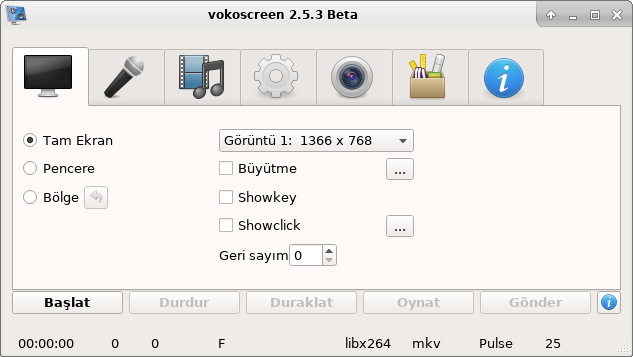 vokoscreen 2.5.3 Beta
Tam Ekran
Görüntü 1:  1366 x 768
Pencere
Büyütme
...
Bölge
Showkey
Showclick
...
Geri sayım 0
Başlat Durdur Duraklat Oynat Gönder
00:00:00 0 0 F libx264 mkv Pulse 25